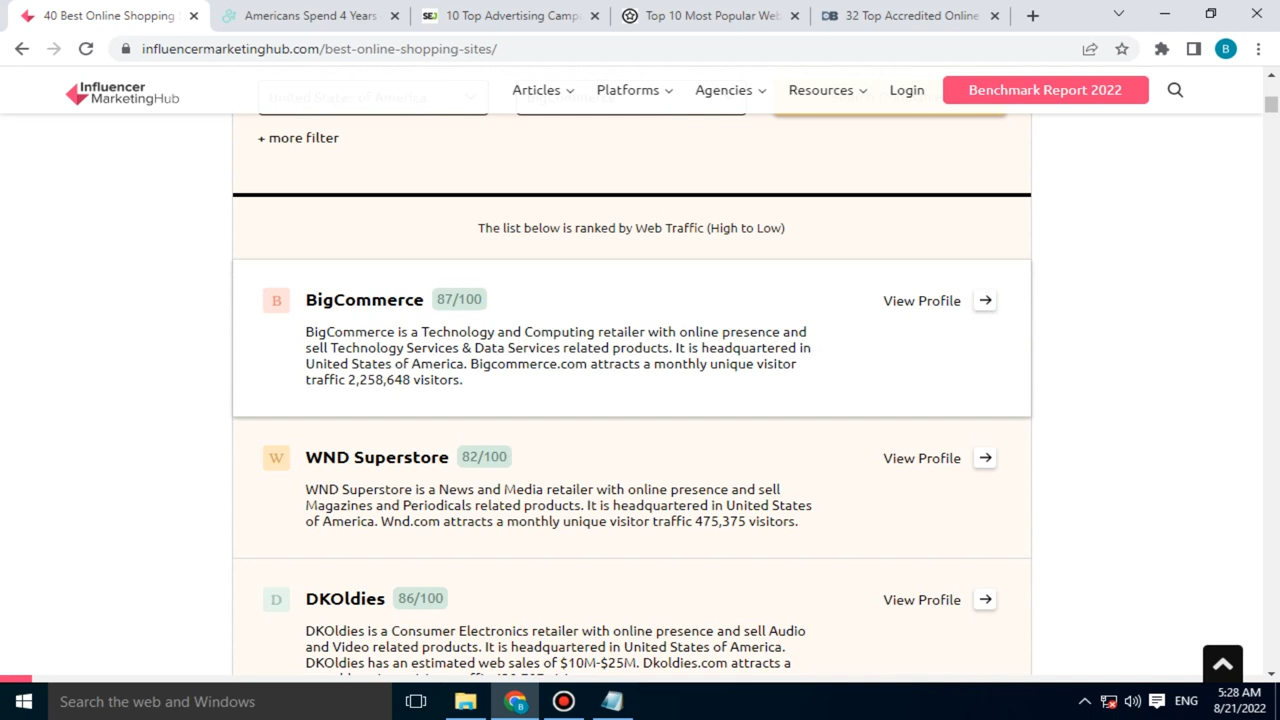 40 Best Online Shopping
Americans Spend 4 Years
SEJ 10 Top Advertising Camp
Top 10 Most Popular Web
DB 32 Top Accredited Online
influencermarketinghub.com/best-online-shopping-sites/
B
Influencer
MarketingHub
Articles
Platforms
Agencies
Resources
Login
Benchmark Report 2022
United States of America
+ more filter
The list below is ranked by Web Traffic (High to Low)
B BigCommerce 87/100 View Profile
BigCommerce is a Technology and Computing retailer with online presence and
sell Technology Services & Data Services related products. It is headquartered in
United States of America. Bigcommerce.com attracts a monthly unique visitor
traffic 2,258,648 visitors.
W WND Superstore 82/100 View Profile
WND Superstore is a News and Media retailer with online presence and sell
Magazines and Periodicals related products. It is headquartered in United States
of America. Wnd.com attracts a monthly unique visitor traffic 475,375 visitors.
D DKOldies 86/100 View Profile
DKOldies is a Consumer Electronics retailer with online presence and sell Audio
and Video related products. It is headquartered in United States of America.
DKOldies has an estimated web sales of $10M-$25M. Dkoldies.com attracts a
Search the web and Windows
ENG
5:28 AM
8/21/2022